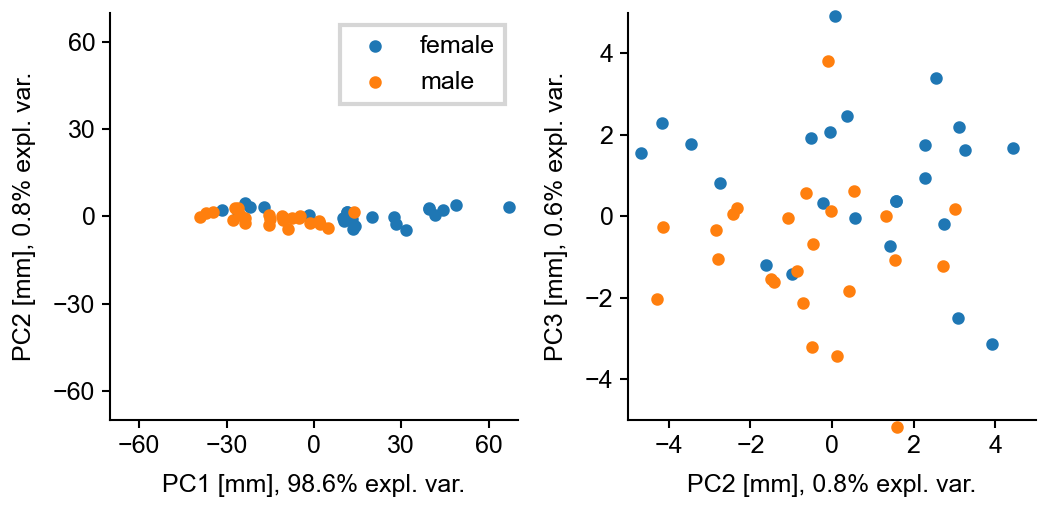 60
30
0
−30
−60
PC2 [mm], 0.8% expl. var.
female
male
−60 −30 0 30 60
PC1 [mm], 98.6% expl. var.
4
2
0
−2
−4
PC3 [mm], 0.6% expl. var.
−4 −2 0 2 4
PC2 [mm], 0.8% expl. var.